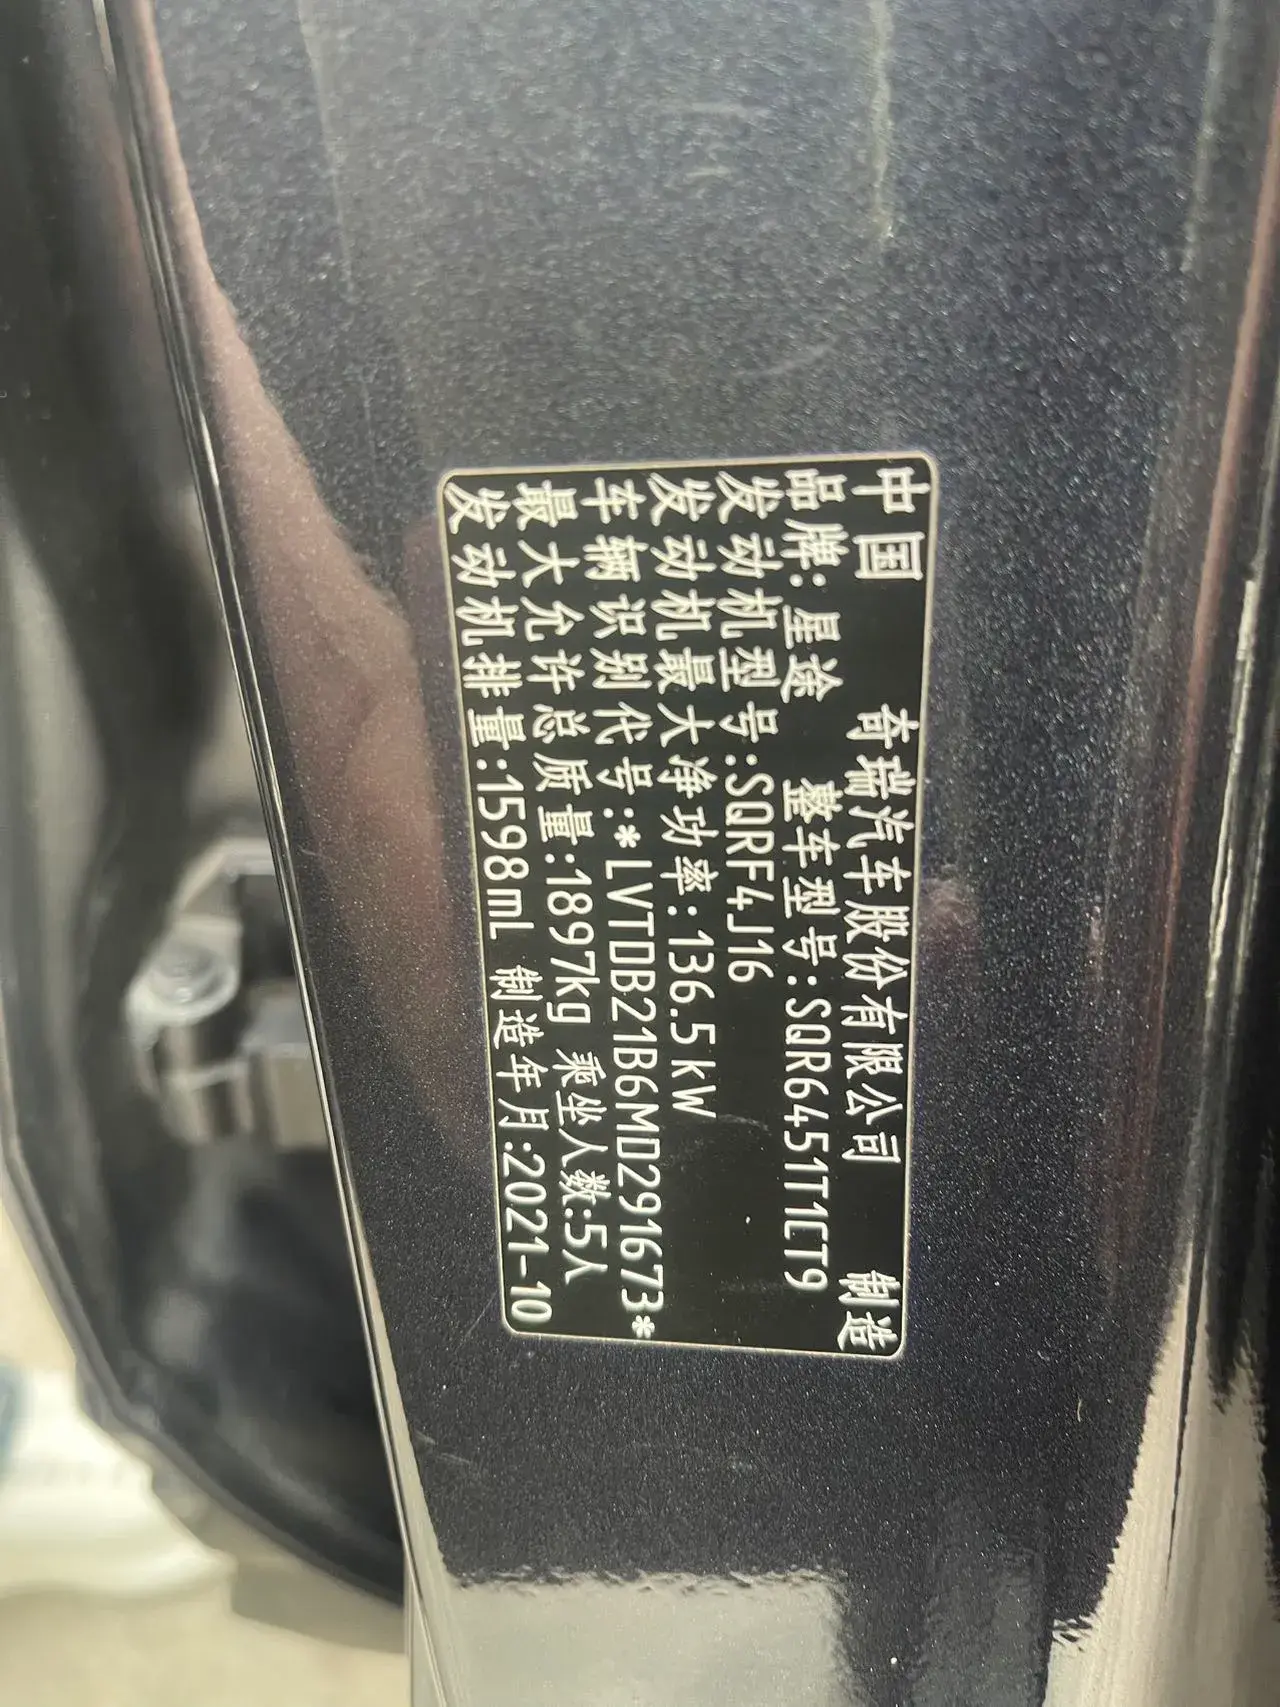 中国 奇瑞汽车股份有限公司 制造
品牌:星途 整车型号:SQR6451T1CT9
发动机型号:SQRF4J16
发动机最大净功率:136.5kW
车辆识别代号:*LVTDB21B6MD291673*
最大允许总质量:1897kg 乘坐人数:5人
发动机排量:1598mL 制造年月:2021-10